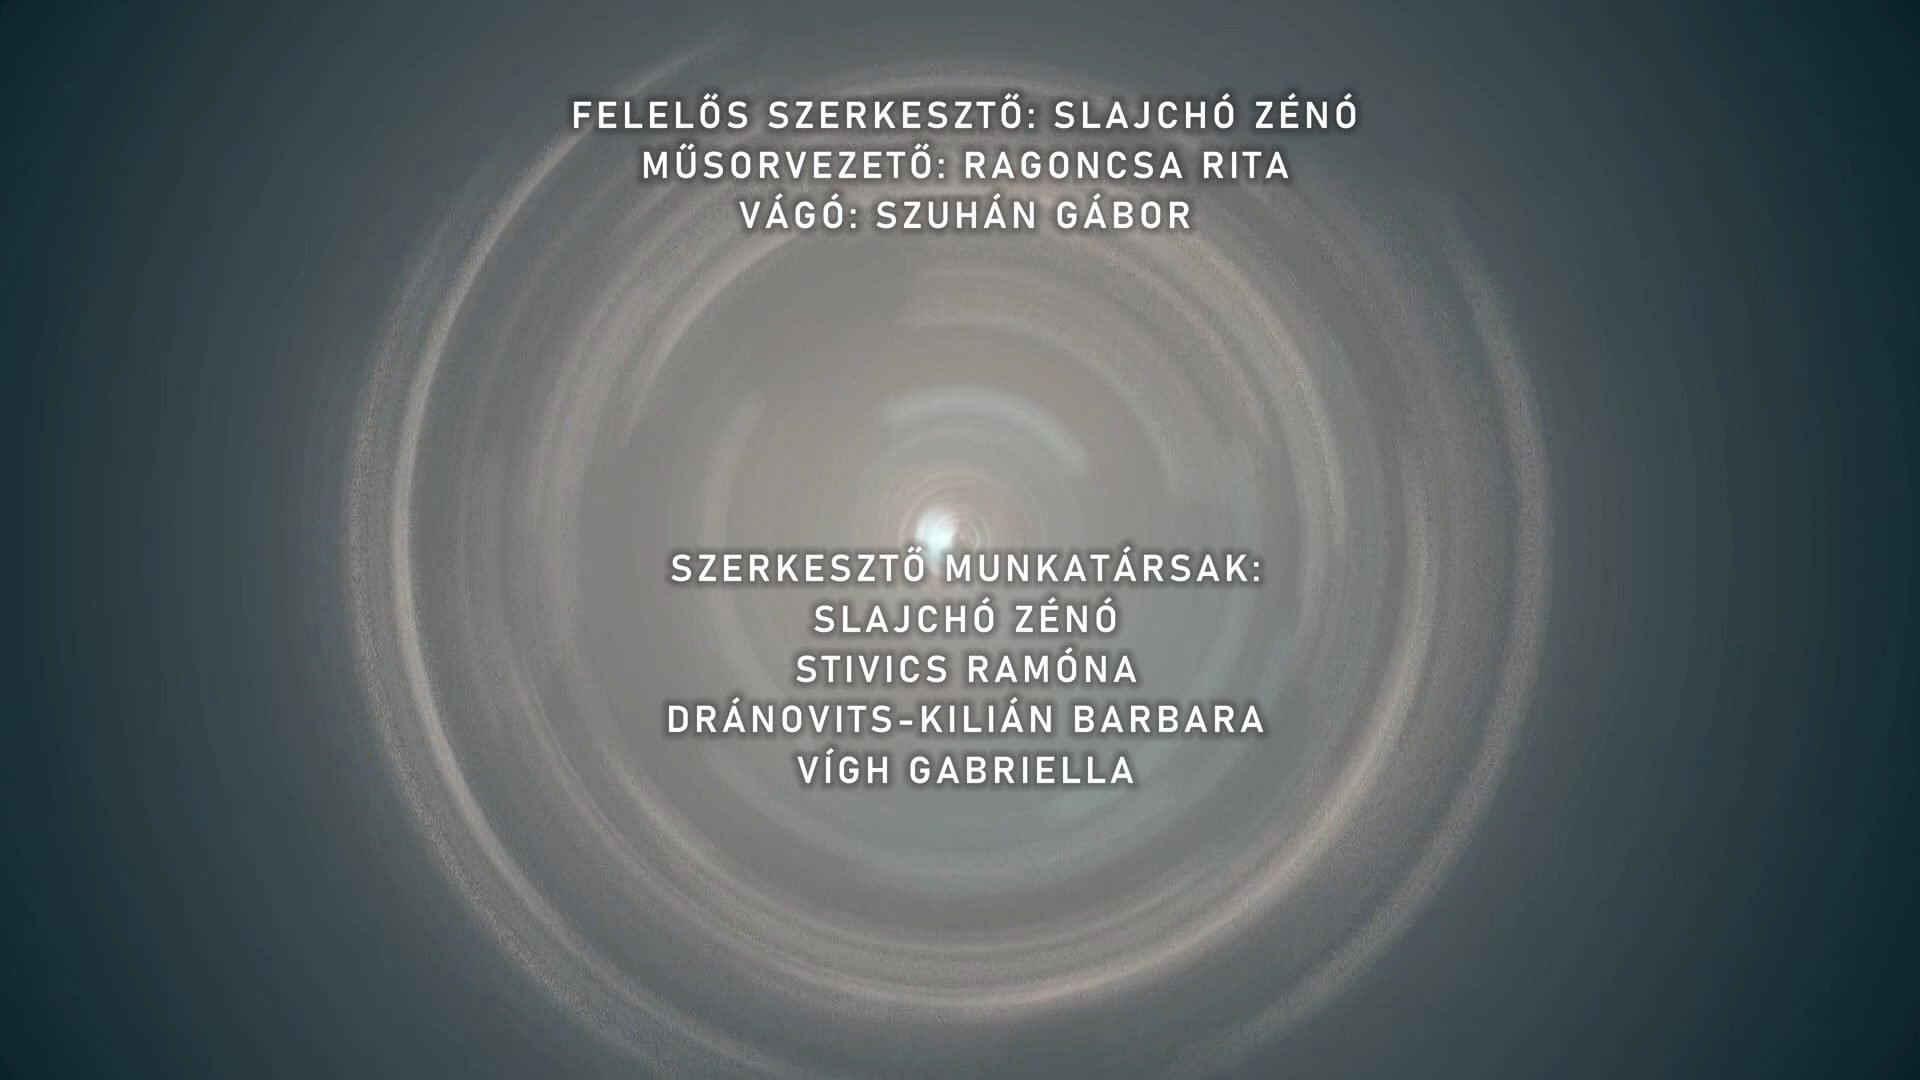 FELELŐS SZERKESZTŐ: SLAJCHÓ ZÉNÓ
MŰSORVEZETŐ: RAGONCSA RITA
VÁGÓ: SZUHÁN GÁBOR
SZERKESZTŐ MUNKATÁRSAK:
SLAJCHÓ ZÉNÓ
STIVICS RAMÓNA
DRÁNOVITS-KILIÁN BARBARA
VÍGH GABRIELLA